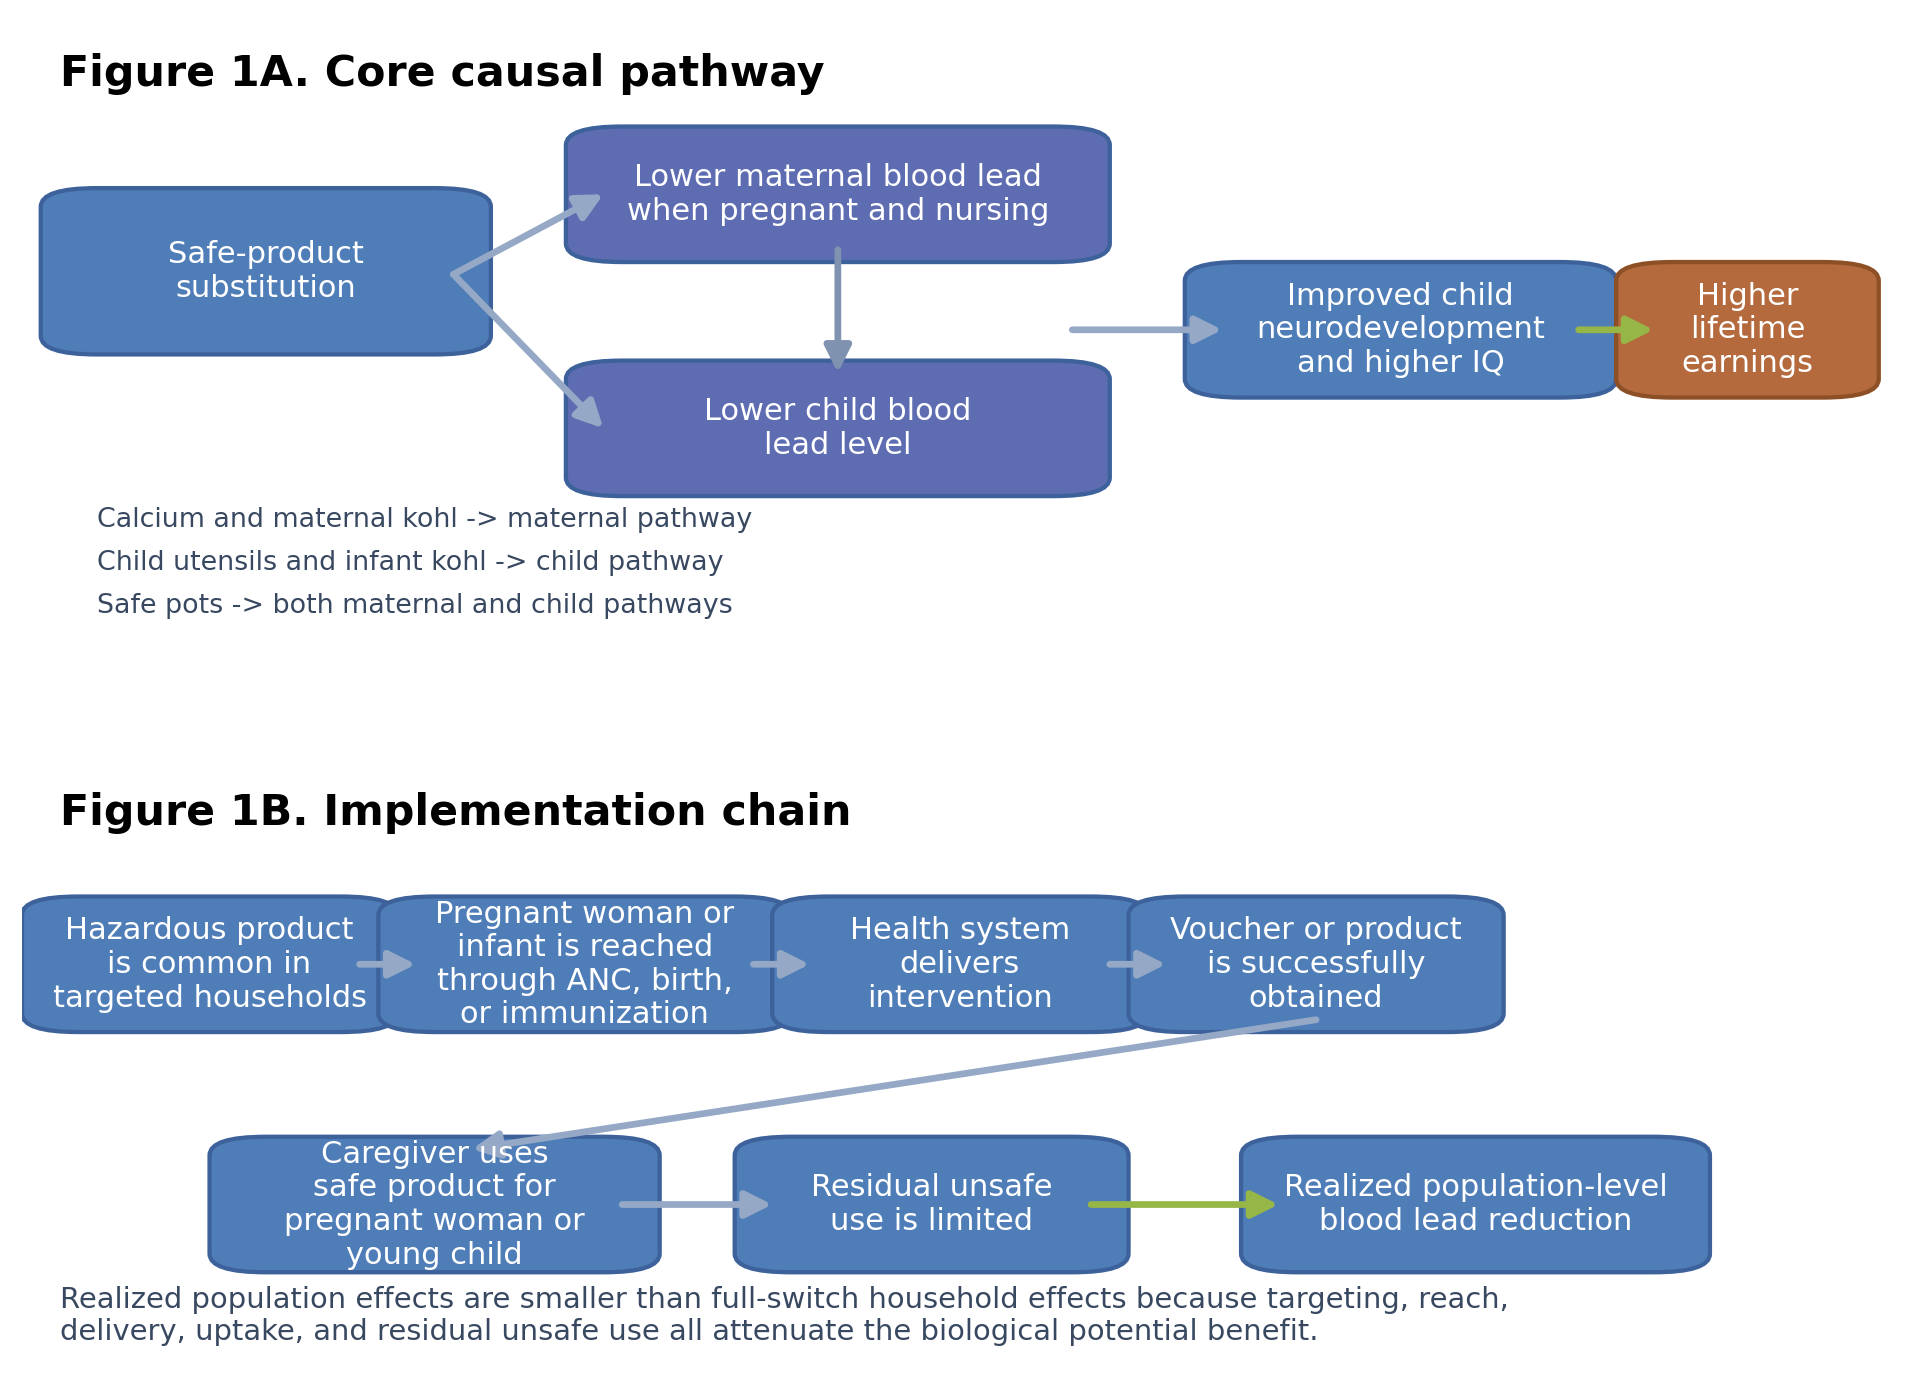 Figure 1A. Core causal pathway
Safe-product
substitution
Lower maternal blood lead
when pregnant and nursing
Lower child blood
lead level
Improved child
neurodevelopment
and higher IQ
Higher
lifetime
earnings
Calcium and maternal kohl -> maternal pathway
Child utensils and infant kohl -> child pathway
Safe pots -> both maternal and child pathways
Figure 1B. Implementation chain
Hazardous product
is common in
targeted households
Pregnant woman or
infant is reached
through ANC, birth,
or immunization
Health system
delivers
intervention
Voucher or product
is successfully
obtained
Caregiver uses
safe product for
pregnant woman or
young child
Residual unsafe
use is limited
Realized population-level
blood lead reduction
Realized population effects are smaller than full-switch household effects because targeting, reach,
delivery, uptake, and residual unsafe use all attenuate the biological potential benefit.